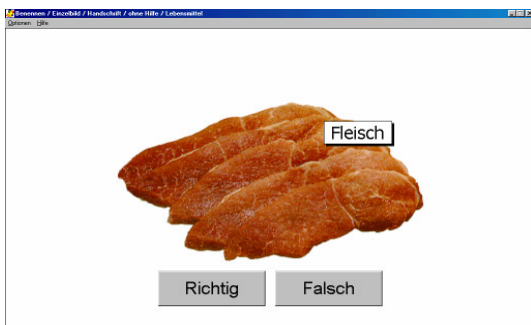 Benennen / Einzelbild / Handschrift / ohne Hilfe / Lebensmittel
Optionen Hilfe
Fleisch
Richtig Falsch